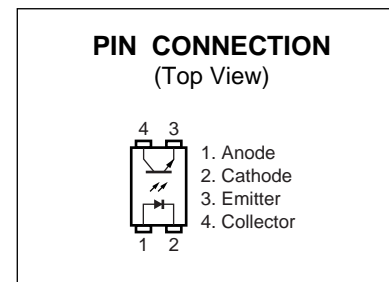 PIN CONNECTION
(Top View)
4 3
1. Anode
2. Cathode
3. Emitter
4. Collector
1 2